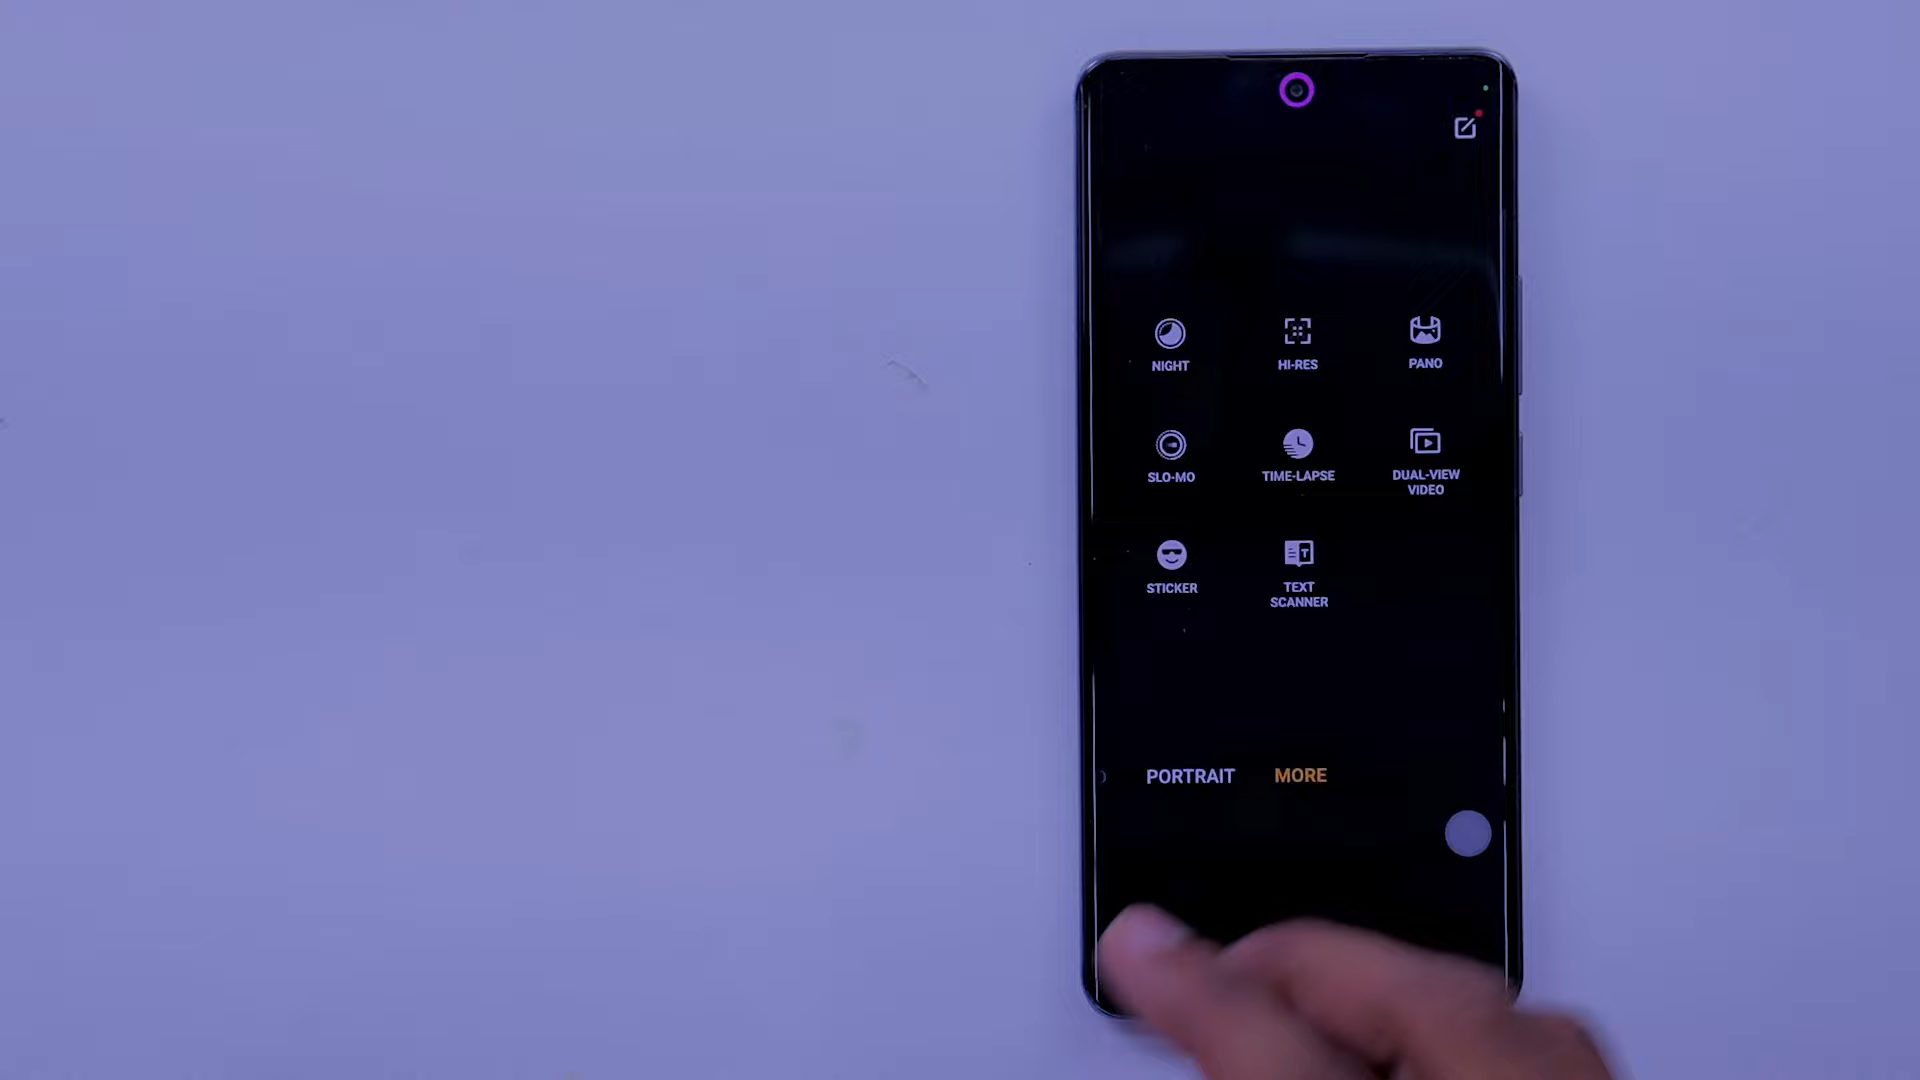 NIGHT
HI-RES
PANO
SLO-MO
TIME-LAPSE
DUAL-VIEW
VIDEO
STICKER
TEXT
SCANNER
PORTRAIT
MORE